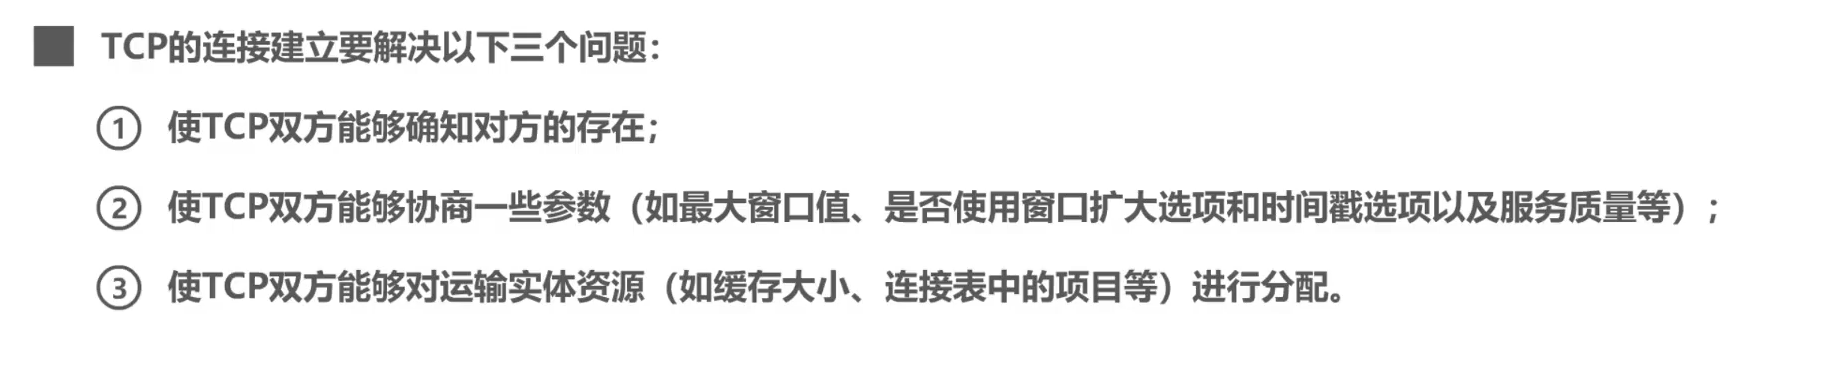 TCP的连接建立要解决以下三个问题：
① 使TCP双方能够确知对方的存在；
② 使TCP双方能够协商一些参数（如最大窗口值、是否使用窗口扩大选项和时间戳选项以及服务质量等）；
③ 使TCP双方能够对运输实体资源（如缓存大小、连接表中的项目等）进行分配。